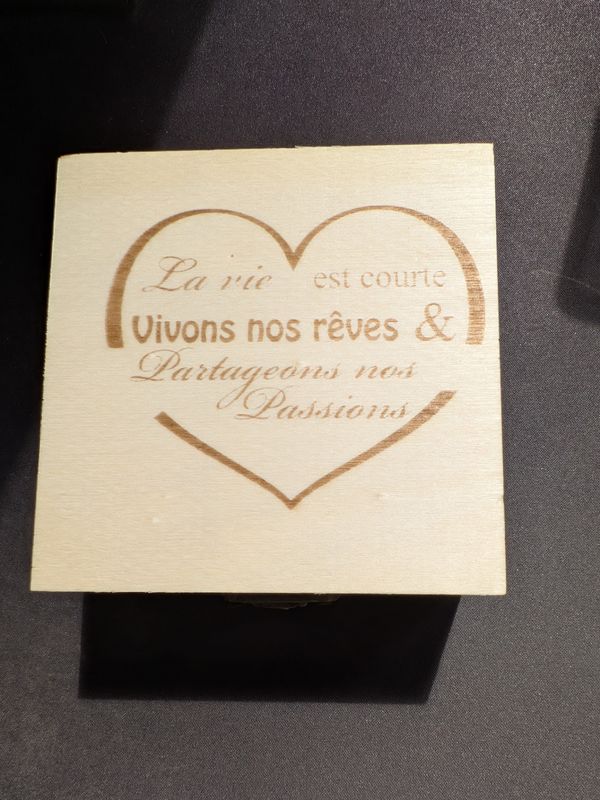 La vie est courte
Vivons nos rêves &
Partageons nos
Passions